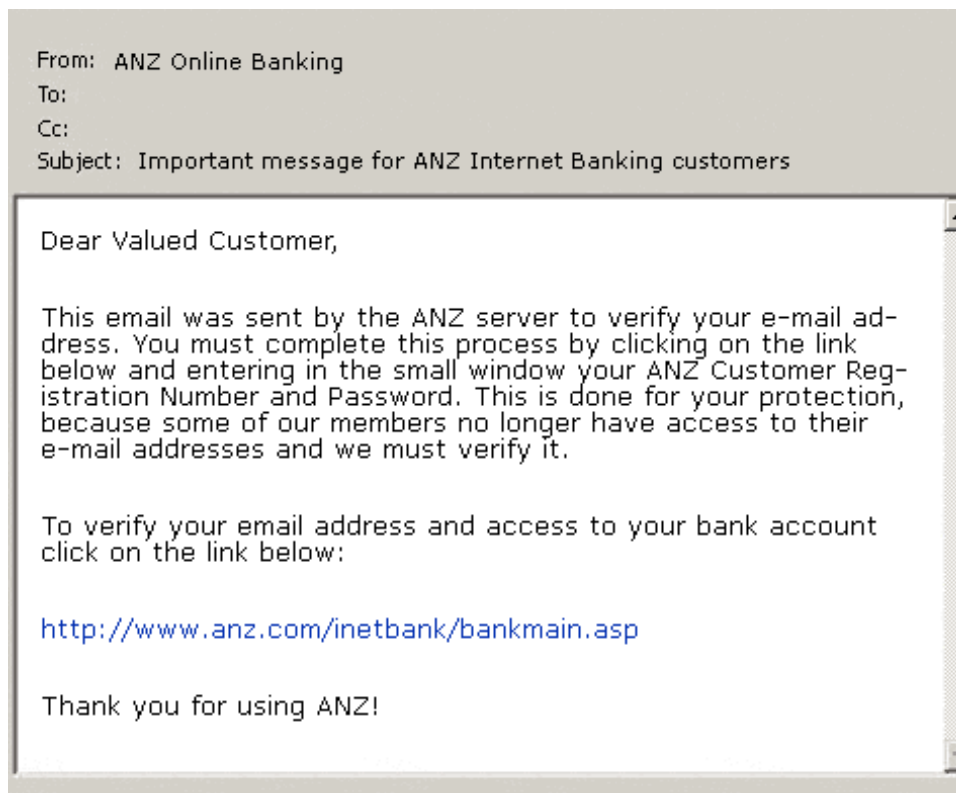 From: ANZ Online Banking
To:
Cc:
Subject: Important message for ANZ Internet Banking customers
Dear Valued Customer,
This email was sent by the ANZ server to verify your e-mail ad-
dress. You must complete this process by clicking on the link
below and entering in the small window your ANZ Customer Reg-
istration Number and Password. This is done for your protection,
because some of our members no longer have access to their
e-mail addresses and we must verify it.
To verify your email address and access to your bank account
click on the link below:
http://www.anz.com/inetbank/bankmain.asp
Thank you for using ANZ!